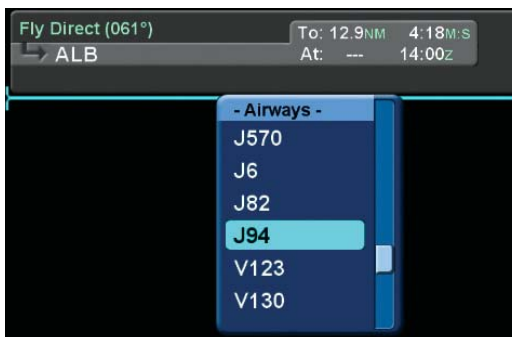 Fly Direct (061°)
To: 12.9NM 4:18M:S
ALB
At: --- 14:00Z
- Airways -
J570
J6
J82
J94
V123
V130